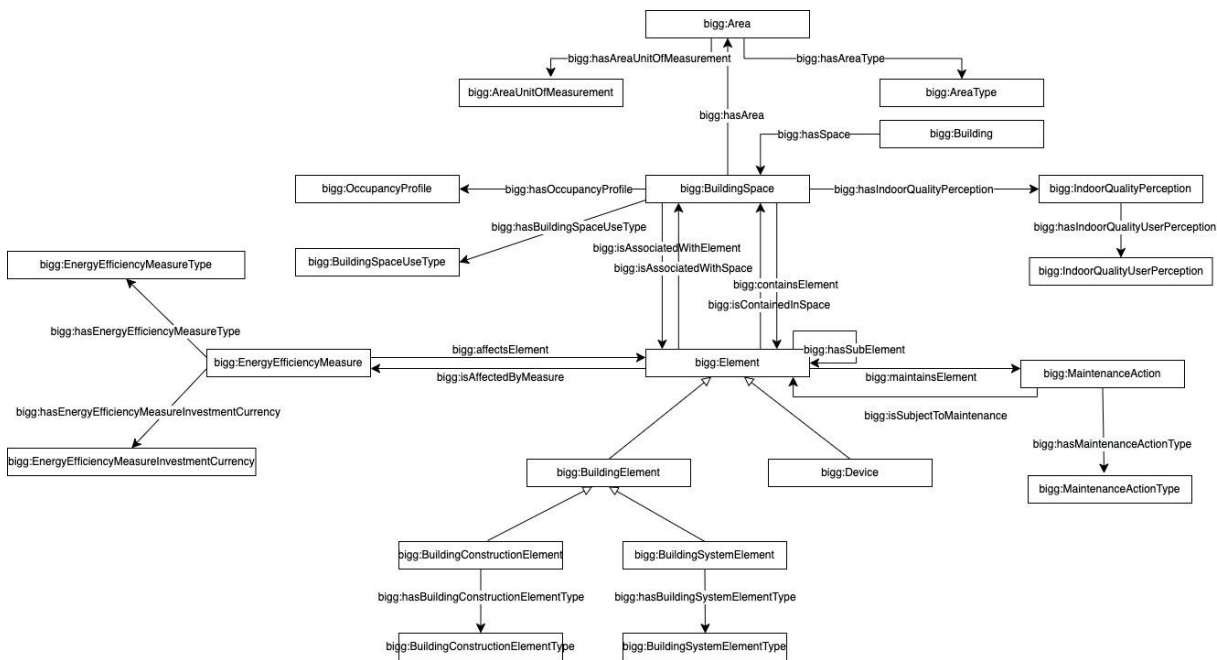 bigg:Area
bigg:hasAreaUnitOfMeasurement
bigg:hasAreaType
bigg:AreaUnitOfMeasurement
bigg:AreaType
bigg:hasArea
bigg:hasSpace
bigg:Building
bigg:OccupancyProfile
bigg:hasOccupancyProfile
bigg:BuildingSpace
bigg:hasIndoorQualityPerception
bigg:IndoorQualityPerception
bigg:hasBuildingSpaceUseType
bigg:hasIndoorQualityUserPerception
bigg:isAssociatedWithElement
bigg:EnergyEfficiencyMeasureType
bigg:BuildingSpaceUseType
bigg:isAssociatedWithSpace
bigg:IndoorQualityUserPerception
bigg:containsElement
bigg:isContainedInSpace
bigg:hasEnergyEfficiencyMeasureType
bigg:affectsElement
bigg:hasSubElement
bigg:EnergyEfficiencyMeasure
bigg:Element
bigg:isAffectedByMeasure
bigg:maintainsElement
bigg:MaintenanceAction
bigg:hasEnergyEfficiencyMeasureInvestmentCurrency
bigg:isSubjectToMaintenance
bigg:hasMaintenanceActionType
bigg:EnergyEfficiencyMeasureInvestmentCurrency
bigg:BuildingElement
bigg:Device
bigg:MaintenanceActionType
bigg:BuildingConstructionElement
bigg:BuildingSystemElement
bigg:hasBuildingConstructionElementType
bigg:hasBuildingSystemElementType
bigg:BuildingConstructionElementType
bigg:BuildingSystemElementType